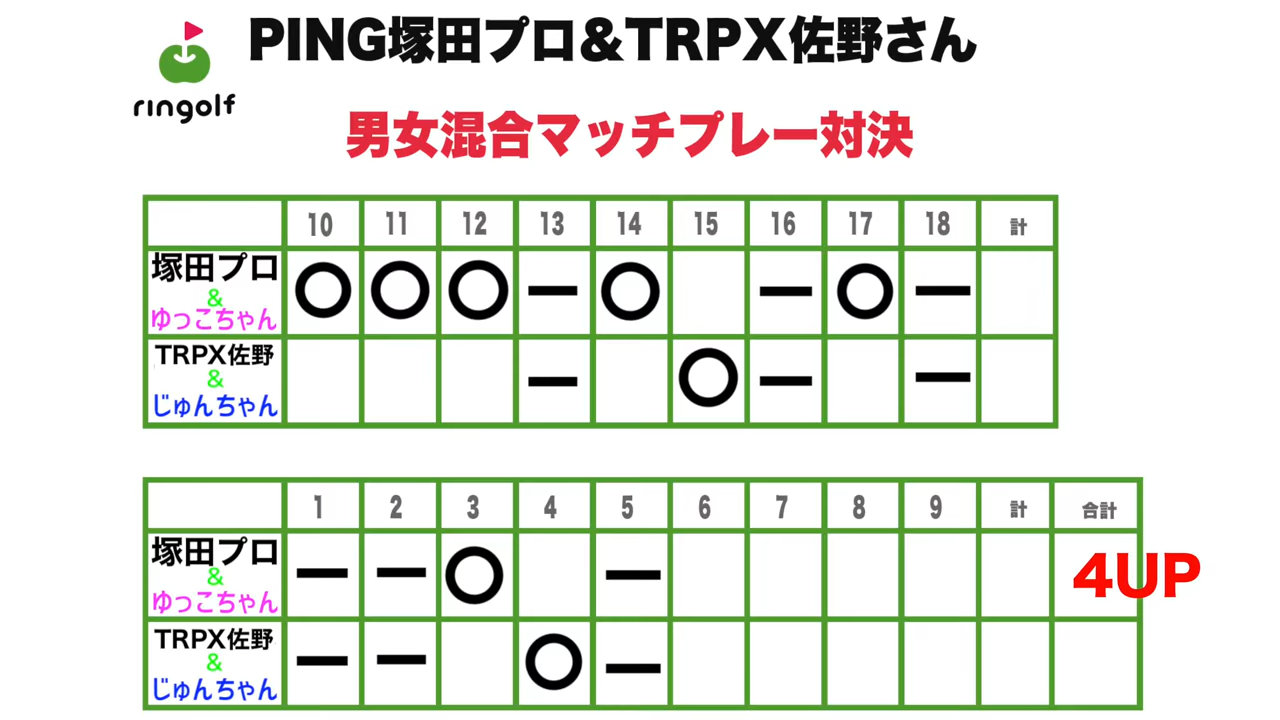 PING塚田プロ&TRPX佐野さん
ringolf
男女混合マッチプレー対決
10 11 12 13 14 15 16 17 18 計
塚田プロ
&
ゆっこちゃん
○ ○ ○ — ○ — ○ —
TRPX佐野
&
じゅんちゃん
— ○ — —
1 2 3 4 5 6 7 8 9 計 合計
塚田プロ
&
ゆっこちゃん
— — ○ — 4UP
TRPX佐野
&
じゅんちゃん
— — ○ —